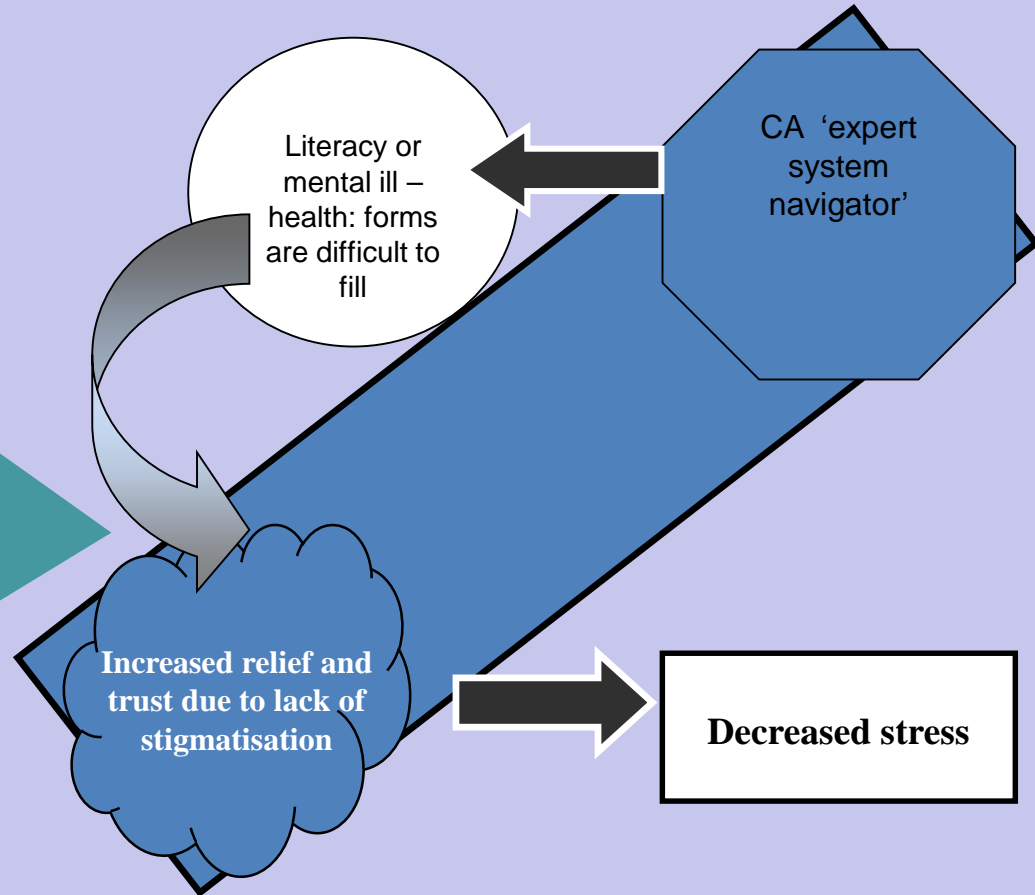 CA ‘expert
system
navigator’
Literacy or
mental ill –
health: forms
are difficult to
fill
Increased relief and
trust due to lack of
stigmatisation
Decreased stress